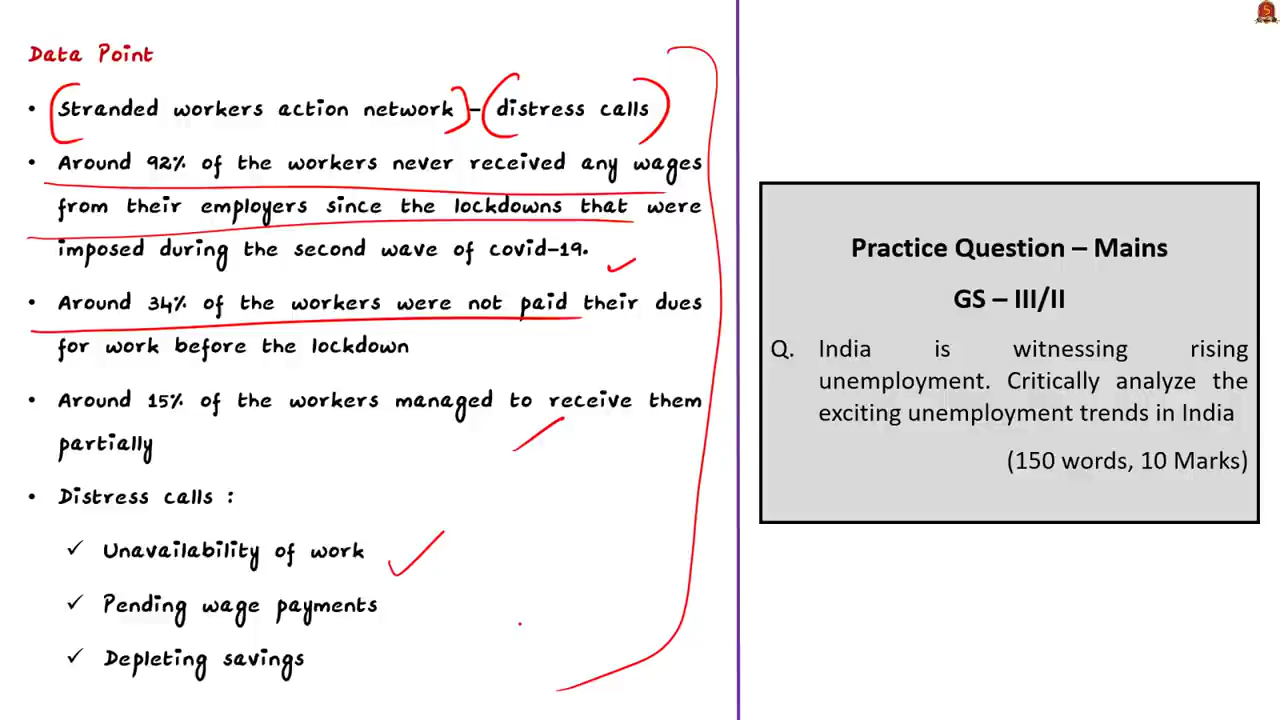 Data Point
• Stranded workers action network - distress calls
• Around 92% of the workers never received any wages
from their employers since the lockdowns that were
imposed during the second wave of covid-19.
• Around 34% of the workers were not paid their dues
for work before the lockdown
• Around 15% of the workers managed to receive them
partially
• Distress calls :
✓ Unavailability of work
✓ Pending wage payments
✓ Depleting savings
Practice Question – Mains
GS – III/II
Q. India is witnessing rising
unemployment. Critically analyze the
exciting unemployment trends in India
(150 words, 10 Marks)